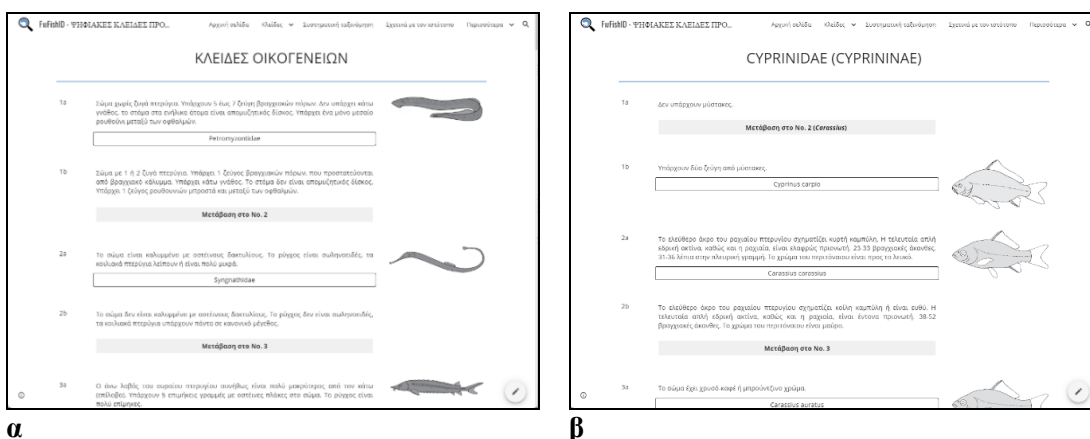 FwFishID - ΨΗΦΙΑΚΕΣ ΚΛΕΙΔΕΣ ΠΡΟ...
Αρχική σελίδα Κλείδες Συστηματική ταξινόμηση Σχετικά με τον ιστότοπο Περισσότερα
ΚΛΕΙΔΕΣ ΟΙΚΟΓΕΝΕΙΩΝ
1α Σώμα χωρίς ζυγά πτερύγια. Υπάρχουν 5 έως 7 ζεύγη βραγχιακών πόρων. Δεν υπάρχει κάτω
γνάθος, το στόμα στα ενήλικα άτομα είναι απομυζητικός δίσκος. Υπάρχει ένα μόνο μεσαίο
ρουθούνι μεταξύ των οφθαλμών.
Petromyzontidae
1b Σώμα με 1 ή 2 ζυγά πτερύγια. Υπάρχει 1 ζεύγος βραγχιακών πόρων, που προστατεύονται
από βραγχιακό κάλυμμα. Υπάρχει κάτω γνάθος. Το στόμα δεν είναι απομυζητικός δίσκος.
Υπάρχει 1 ζεύγος ρουθουνιών μπροστά και μεταξύ των οφθαλμών.
Μετάβαση στο No. 2
2a Το σώμα είναι καλυμμένο με οστέινους δακτυλίους. Το ρύγχος είναι σωληνοειδές, τα
κοιλιακά πτερύγια λείπουν ή είναι πολύ μικρά.
Syngnathidae
2b Το σώμα δεν είναι καλυμμένο με οστέινους δακτυλίους. Το ρύγχος δεν είναι σωληνοειδές,
τα κοιλιακά πτερύγια υπάρχουν πάντα σε κανονικό μέγεθος.
Μετάβαση στο No. 3
3a Ο άνω λοβός του ουραίου πτερυγίου συνήθως είναι πολύ μακρύτερος από τον κάτω
(επίλοβο). Υπάρχουν 5 επιμήκεις γραμμές με οστέινες πλάκες στο σώμα. Το ρύγχος είναι
πολύ επίμηκες.
α
FwFishID - ΨΗΦΙΑΚΕΣ ΚΛΕΙΔΕΣ ΠΡΟ...
Αρχική σελίδα Κλείδες Συστηματική ταξινόμηση Σχετικά με τον ιστότοπο Περισσότερα
CYPRINIDAE (CYPRININAE)
1a Δεν υπάρχουν μύστακες.
Μετάβαση στο No. 2 (Carassius)
1b Υπάρχουν δύο ζεύγη από μύστακες.
Cyprinus carpio
2a Το ελεύθερο άκρο του ραχιαίου πτερυγίου σχηματίζει κυρτή καμπύλη. Η τελευταία απλή
εδρική ακτίνα, καθώς και η ραχιαία, είναι ελαφρώς πριονωτή. 23-33 βραγχιακές άκανθες.
31-36 λέπια στην πλευρική γραμμή. Το χρώμα του περιτόναιου είναι προς το λευκό.
Carassius carassius
2b Το ελεύθερο άκρο του ραχιαίου πτερυγίου σχηματίζει κοίλη καμπύλη ή είναι ευθύ. Η
τελευταία απλή εδρική ακτίνα, καθώς και η ραχιαία, είναι έντονα πριονωτή. 38-52
βραγχιακές άκανθες. Το χρώμα του περιτόναιου είναι μαύρο.
Μετάβαση στο No. 3
3a Το σώμα έχει χρυσό καφέ ή μπρούντζινο χρώμα.
Carassius auratus
β